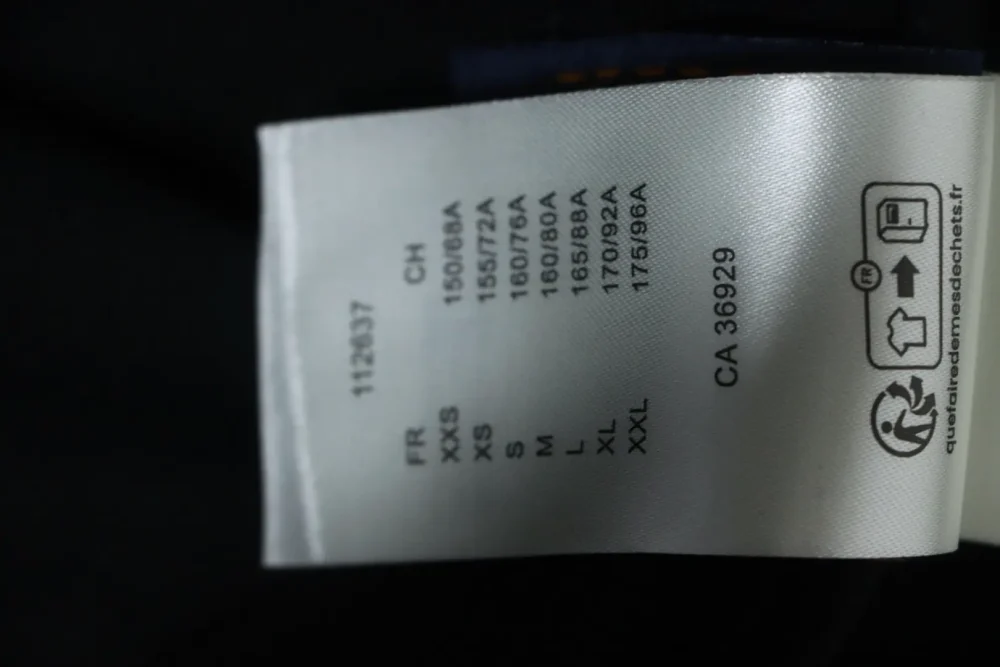 112637
FR CH
XXS 150/68A
XS 155/72A
S 160/76A
M 160/80A
L 165/88A
XL 170/92A
XXL 175/96A
CA 36929
FR
quefairedemesdechets.fr